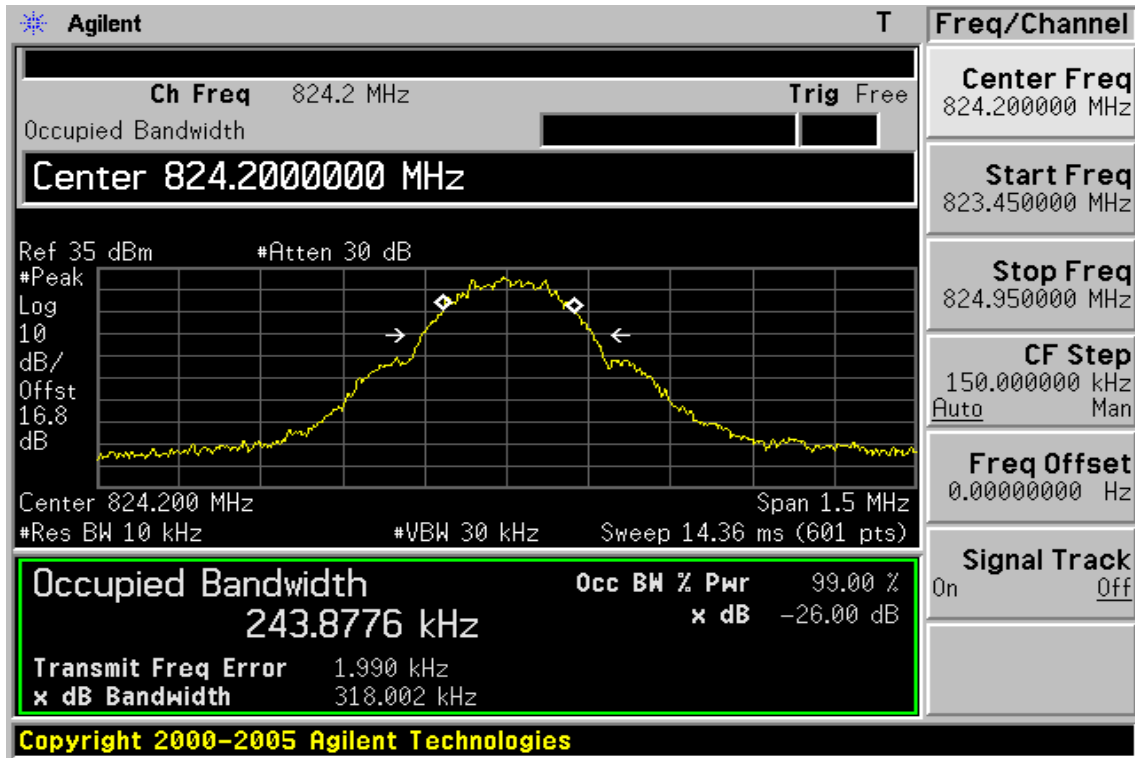 Agilent T
Ch Freq 824.2 MHz Trig Free
Occupied Bandwidth
Center 824.2000000 MHz
Ref 35 dBm #Atten 30 dB
#Peak
Log
10
dB/
Offst
16.8
dB
Center 824.200 MHz Span 1.5 MHz
#Res BW 10 kHz #VBW 30 kHz Sweep 14.36 ms (601 pts)
Occupied Bandwidth Occ BW % Pwr 99.00 %
243.8776 kHz x dB -26.00 dB
Transmit Freq Error 1.990 kHz
x dB Bandwidth 318.002 kHz
Copyright 2000-2005 Agilent Technologies
Freq/Channel
Center Freq
824.200000 MHz
Start Freq
823.450000 MHz
Stop Freq
824.950000 MHz
CF Step
150.000000 kHz
Auto Man
Freq Offset
0.00000000 Hz
Signal Track
On Off